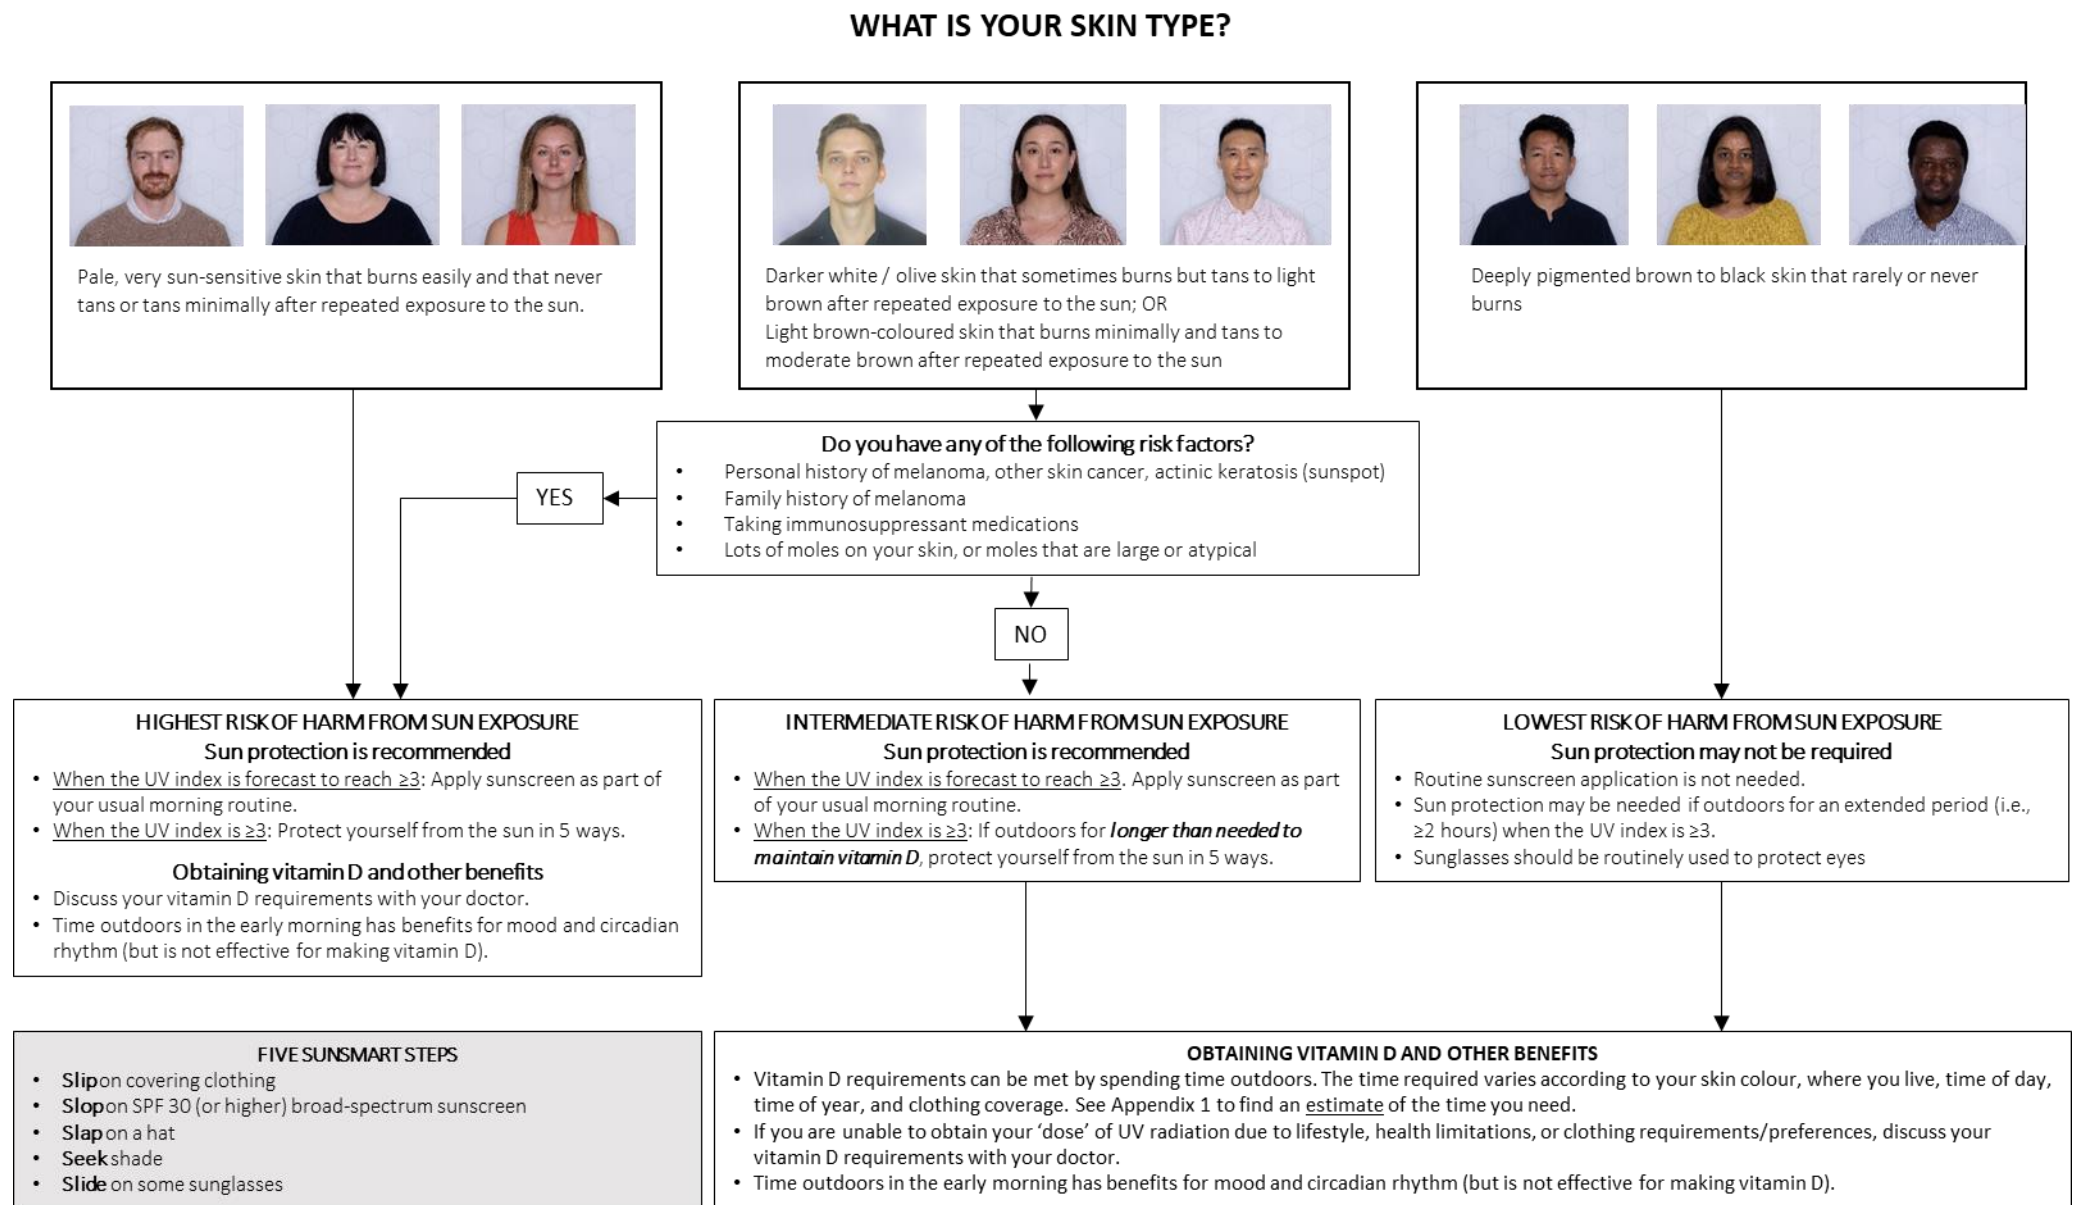 WHAT IS YOUR SKIN TYPE?
Pale, very sun-sensitive skin that burns easily and that never
tans or tans minimally after repeated exposure to the sun.
Darker white / olive skin that sometimes burns but tans to light
brown after repeated exposure to the sun; OR
Light brown-coloured skin that burns minimally and tans to
moderate brown after repeated exposure to the sun
Deeply pigmented brown to black skin that rarely or never
burns
Do you have any of the following risk factors?
• Personal history of melanoma, other skin cancer, actinic keratosis (sunspot)
• Family history of melanoma
• Taking immunosuppressant medications
• Lots of moles on your skin, or moles that are large or atypical
YES
NO
HIGHEST RISK OF HARM FROM SUN EXPOSURE
Sun protection is recommended
• When the UV index is forecast to reach ≥3: Apply sunscreen as part of
your usual morning routine.
• When the UV index is ≥3: Protect yourself from the sun in 5 ways.
Obtaining vitamin D and other benefits
• Discuss your vitamin D requirements with your doctor.
• Time outdoors in the early morning has benefits for mood and circadian
rhythm (but is not effective for making vitamin D).
INTERMEDIATE RISK OF HARM FROM SUN EXPOSURE
Sun protection is recommended
• When the UV index is forecast to reach ≥3. Apply sunscreen as part
of your usual morning routine.
• When the UV index is ≥3: If outdoors for longer than needed to
maintain vitamin D, protect yourself from the sun in 5 ways.
LOWEST RISK OF HARM FROM SUN EXPOSURE
Sun protection may not be required
• Routine sunscreen application is not needed.
• Sun protection may be needed if outdoors for an extended period (i.e.,
≥2 hours) when the UV index is ≥3.
• Sunglasses should be routinely used to protect eyes
FIVE SUNSMART STEPS
• Slip on covering clothing
• Slop on SPF 30 (or higher) broad-spectrum sunscreen
• Slap on a hat
• Seek shade
• Slide on some sunglasses
OBTAINING VITAMIN D AND OTHER BENEFITS
• Vitamin D requirements can be met by spending time outdoors. The time required varies according to your skin colour, where you live, time of day,
time of year, and clothing coverage. See Appendix 1 to find an estimate of the time you need.
• If you are unable to obtain your ‘dose’ of UV radiation due to lifestyle, health limitations, or clothing requirements/preferences, discuss your
vitamin D requirements with your doctor.
• Time outdoors in the early morning has benefits for mood and circadian rhythm (but is not effective for making vitamin D).